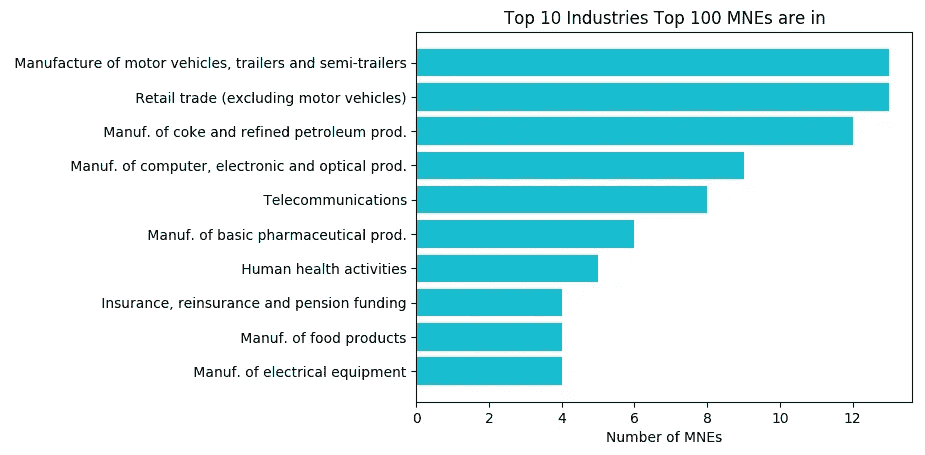 Top 10 Industries Top 100 MNEs are in
Manufacture of motor vehicles, trailers and semi-trailers
Retail trade (excluding motor vehicles)
Manuf. of coke and refined petroleum prod.
Manuf. of computer, electronic and optical prod.
Telecommunications
Manuf. of basic pharmaceutical prod.
Human health activities
Insurance, reinsurance and pension funding
Manuf. of food products
Manuf. of electrical equipment
0 2 4 6 8 10 12
Number of MNEs